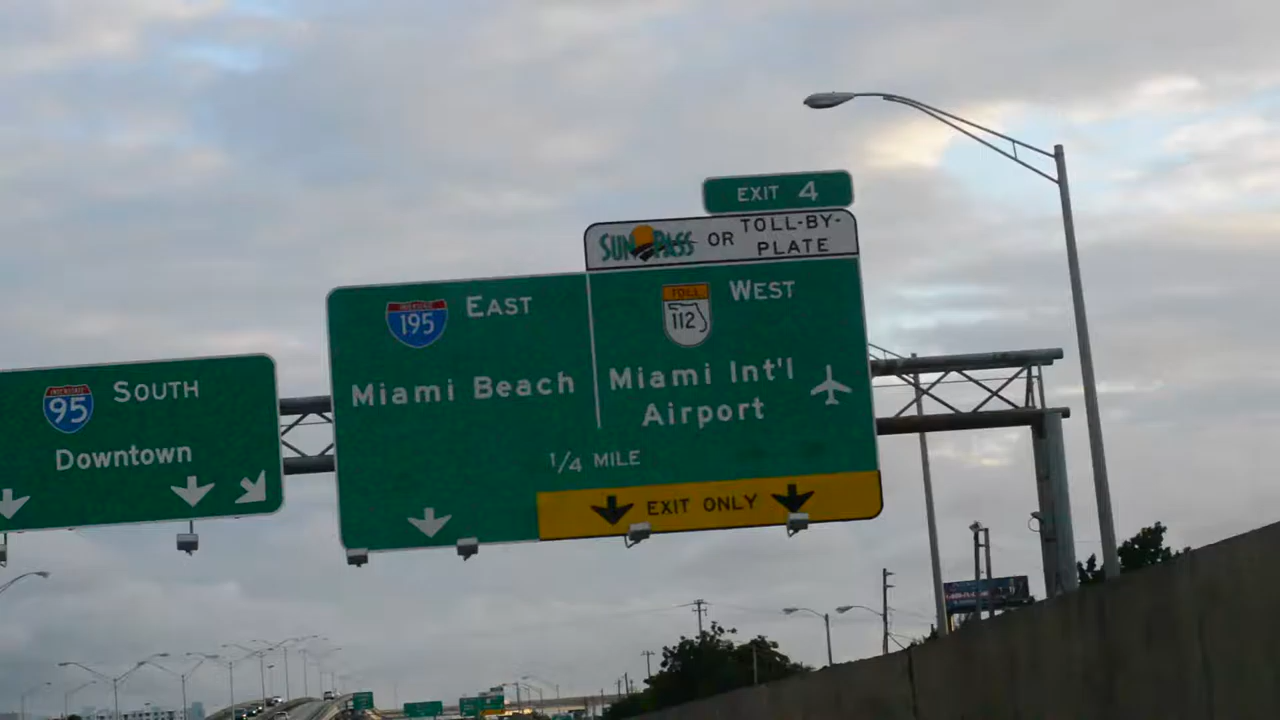 EXIT 4
SUNPASS OR TOLL-BY-PLATE
INTERSTATE 95 SOUTH
Downtown
INTERSTATE 195 EAST
Miami Beach
TOLL 112 WEST
Miami Int'l
Airport
1/4 MILE
EXIT ONLY